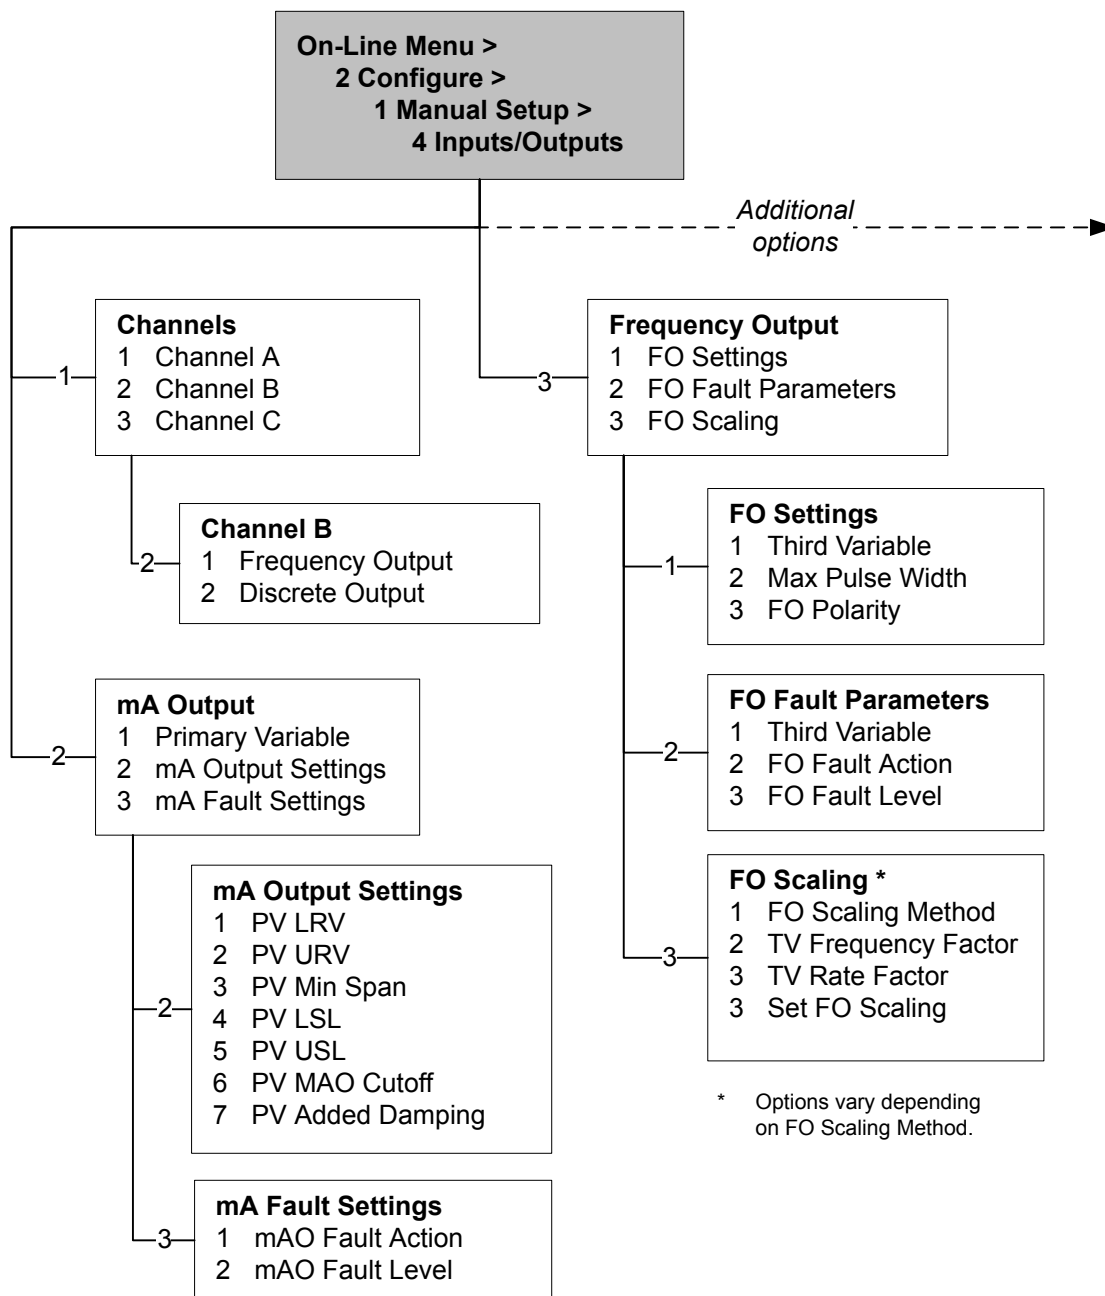 On-Line Menu >
2 Configure >
1 Manual Setup >
4 Inputs/Outputs
Additional
options
Channels
1 Channel A
2 Channel B
3 Channel C
1
Channel B
1 Frequency Output
2 Discrete Output
2
mA Output
1 Primary Variable
2 mA Output Settings
3 mA Fault Settings
2
mA Output Settings
1 PV LRV
2 PV URV
3 PV Min Span
4 PV LSL
5 PV USL
6 PV MAO Cutoff
7 PV Added Damping
2
mA Fault Settings
1 mAO Fault Action
2 mAO Fault Level
3
Frequency Output
1 FO Settings
2 FO Fault Parameters
3 FO Scaling
3
FO Settings
1 Third Variable
2 Max Pulse Width
3 FO Polarity
1
FO Fault Parameters
1 Third Variable
2 FO Fault Action
3 FO Fault Level
2
FO Scaling *
1 FO Scaling Method
2 TV Frequency Factor
3 TV Rate Factor
3 Set FO Scaling
3
* Options vary depending
on FO Scaling Method.